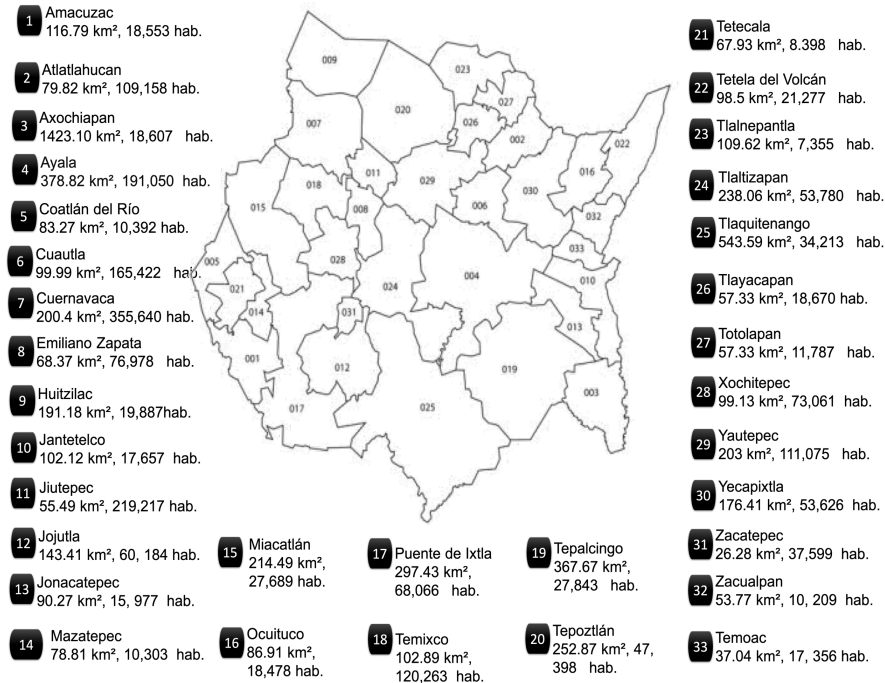 1 Amacuzac
116.79 km², 18,553 hab.
2 Atlatlahucan
79.82 km², 109,158 hab.
3 Axochiapan
1423.10 km², 18,607 hab.
4 Ayala
378.82 km², 191,050 hab.
5 Coatlán del Río
83.27 km², 10,392 hab.
6 Cuautla
99.99 km², 165,422 hab.
7 Cuernavaca
200.4 km², 355,640 hab.
8 Emiliano Zapata
68.37 km², 76,978 hab.
9 Huitzilac
191.18 km², 19,887hab.
10 Jantetelco
102.12 km², 17,657 hab.
11 Jiutepec
55.49 km², 219,217 hab.
12 Jojutla
143.41 km², 60, 184 hab.
13 Jonacatepec
90.27 km², 15, 977 hab.
14 Mazatepec
78.81 km², 10,303 hab.
009
023
020
027
007
026
002
022
011
016
018
029
030
015
008
006
032
033
005
028
004
010
021
024
014
031
013
001
012
019
003
017
025
15 Miacatlán
214.49 km²,
27,689 hab.
16 Ocuituco
86.91 km²,
18,478 hab.
17 Puente de Ixtla
297.43 km²,
68,066 hab.
18 Temixco
102.89 km²,
120,263 hab.
19 Tepalcingo
367.67 km²,
27,843 hab.
20 Tepoztlán
252.87 km², 47,
398 hab.
21 Tetecala
67.93 km², 8.398 hab.
22 Tetela del Volcán
98.5 km², 21,277 hab.
23 Tlalnepantla
109.62 km², 7,355 hab.
24 Tlaltizapan
238.06 km², 53,780 hab.
25 Tlaquitenango
543.59 km², 34,213 hab.
26 Tlayacapan
57.33 km², 18,670 hab.
27 Totolapan
57.33 km², 11,787 hab.
28 Xochitepec
99.13 km², 73,061 hab.
29 Yautepec
203 km², 111,075 hab.
30 Yecapixtla
176.41 km², 53,626 hab.
31 Zacatepec
26.28 km², 37,599 hab.
32 Zacualpan
53.77 km², 10, 209 hab.
33 Temoac
37.04 km², 17, 356 hab.